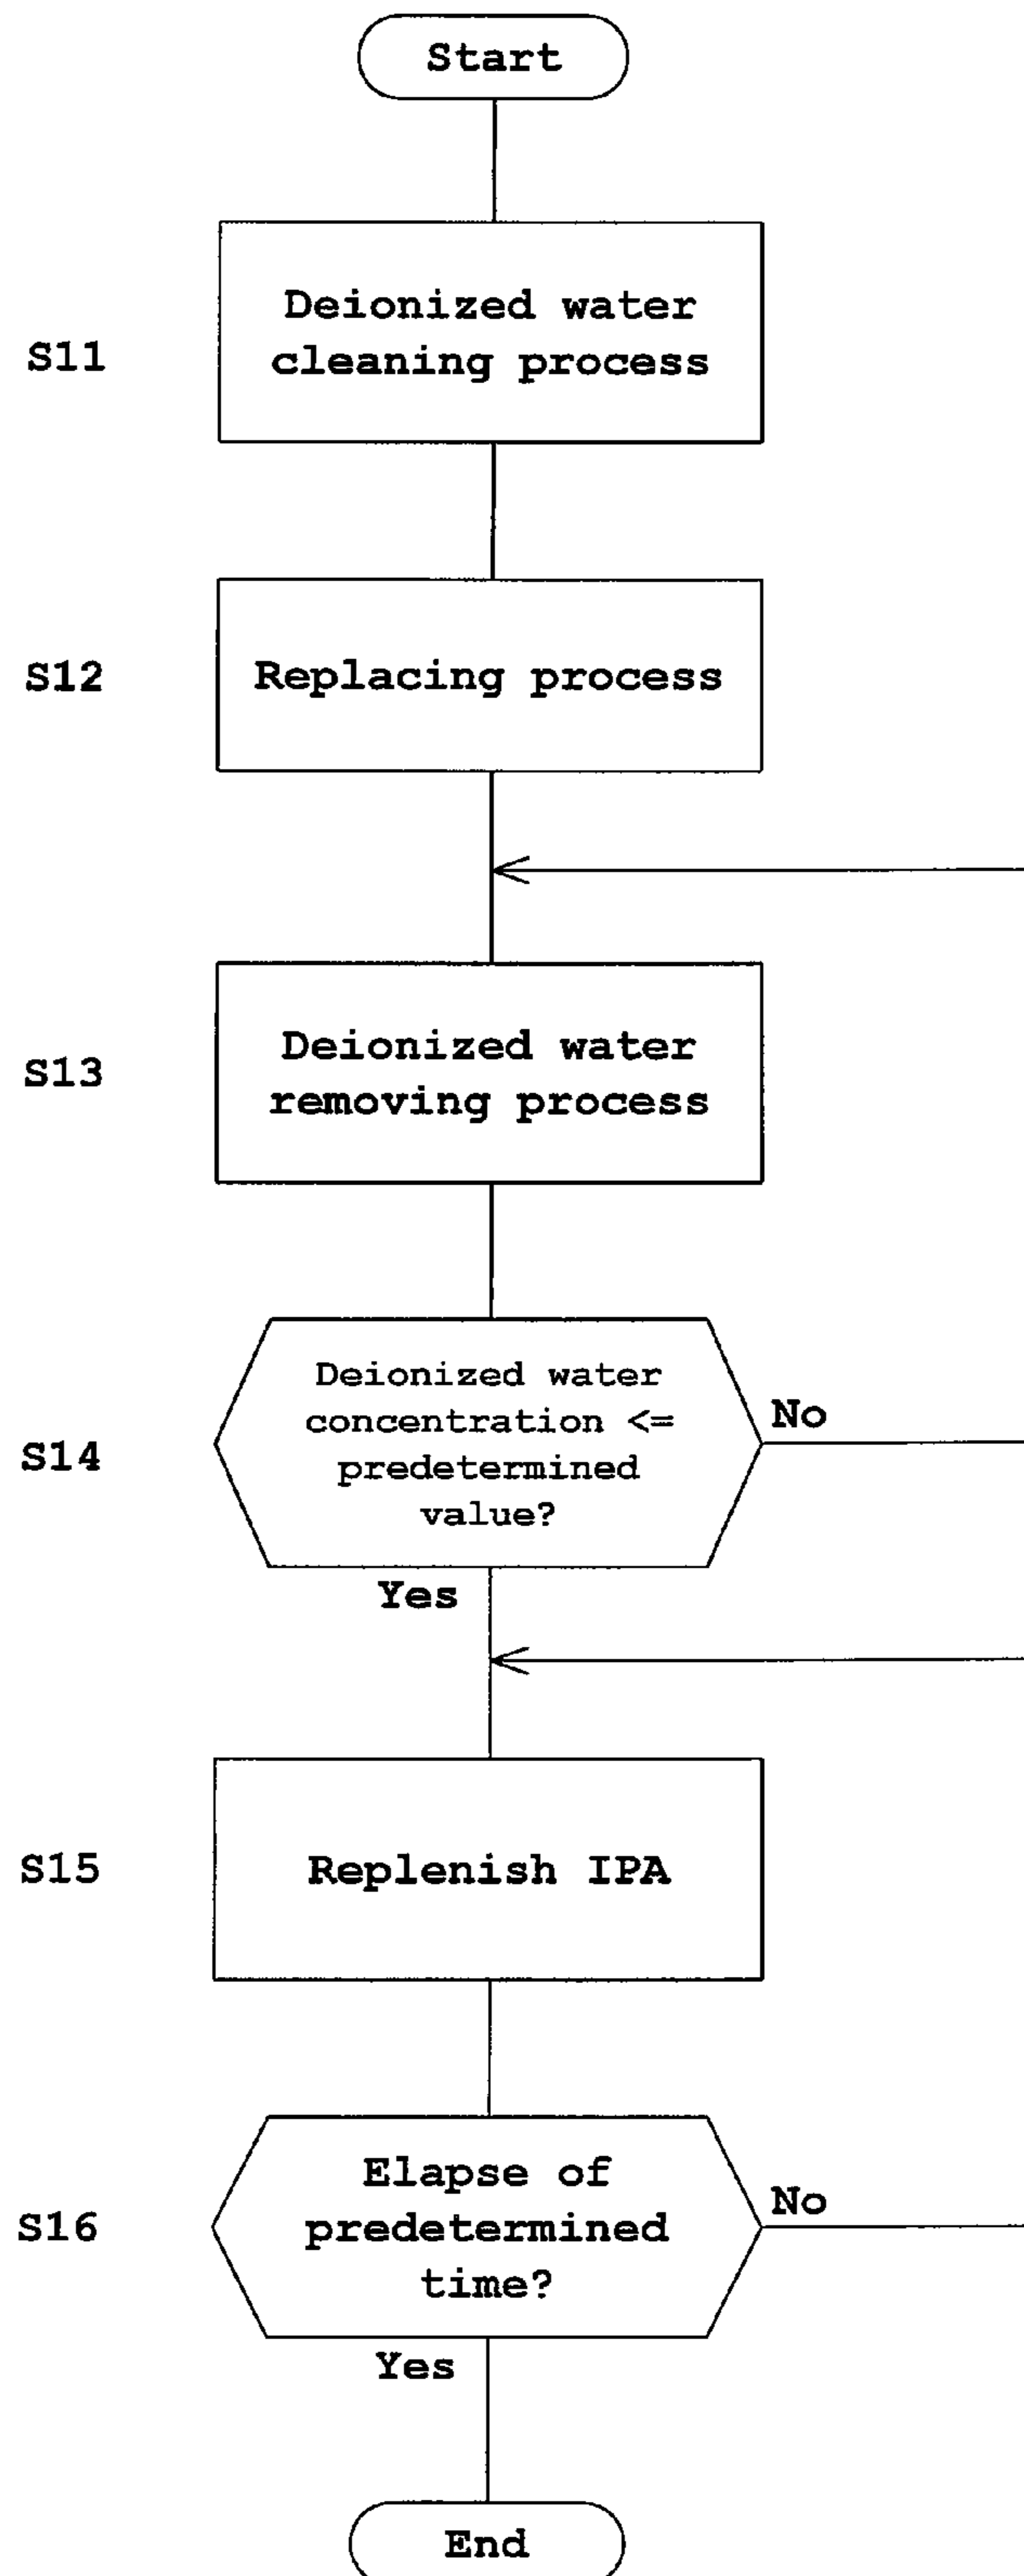 Start
S11
Deionized water
cleaning process
S12
Replacing process
S13
Deionized water
removing process
S14
Deionized water
concentration <=
predetermined
value?
No
Yes
S15
Replenish IPA
S16
Elapse of
predetermined
time?
No
Yes
End